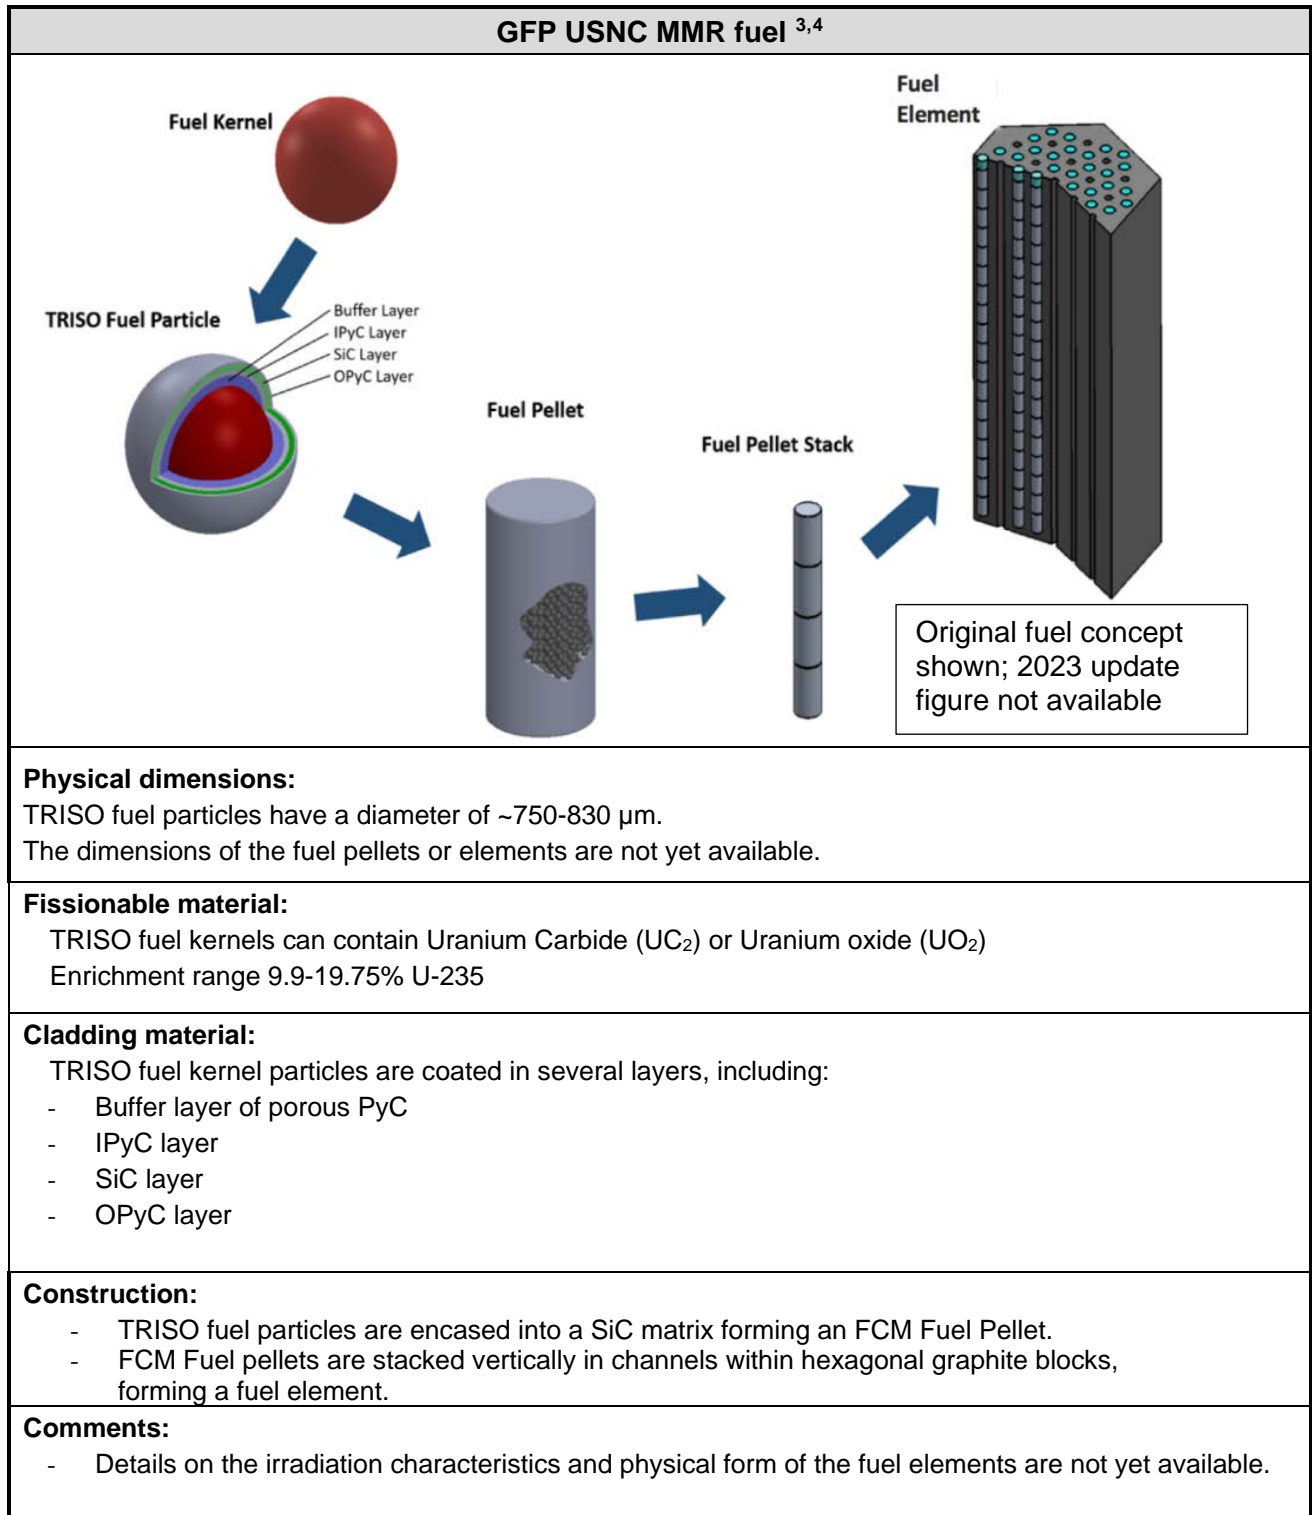 GFP USNC MMR fuel 3,4
Fuel Kernel
Fuel
Element
TRISO Fuel Particle
Buffer Layer
IPyC Layer
SiC Layer
OPyC Layer
Fuel Pellet
Fuel Pellet Stack
Original fuel concept
shown; 2023 update
figure not available
Physical dimensions:
TRISO fuel particles have a diameter of ~750-830 µm.
The dimensions of the fuel pellets or elements are not yet available.
Fissionable material:
TRISO fuel kernels can contain Uranium Carbide (UC2) or Uranium oxide (UO2)
Enrichment range 9.9-19.75% U-235
Cladding material:
TRISO fuel kernel particles are coated in several layers, including:
- Buffer layer of porous PyC
- IPyC layer
- SiC layer
- OPyC layer
Construction:
- TRISO fuel particles are encased into a SiC matrix forming an FCM Fuel Pellet.
- FCM Fuel pellets are stacked vertically in channels within hexagonal graphite blocks,
forming a fuel element.
Comments:
- Details on the irradiation characteristics and physical form of the fuel elements are not yet available.